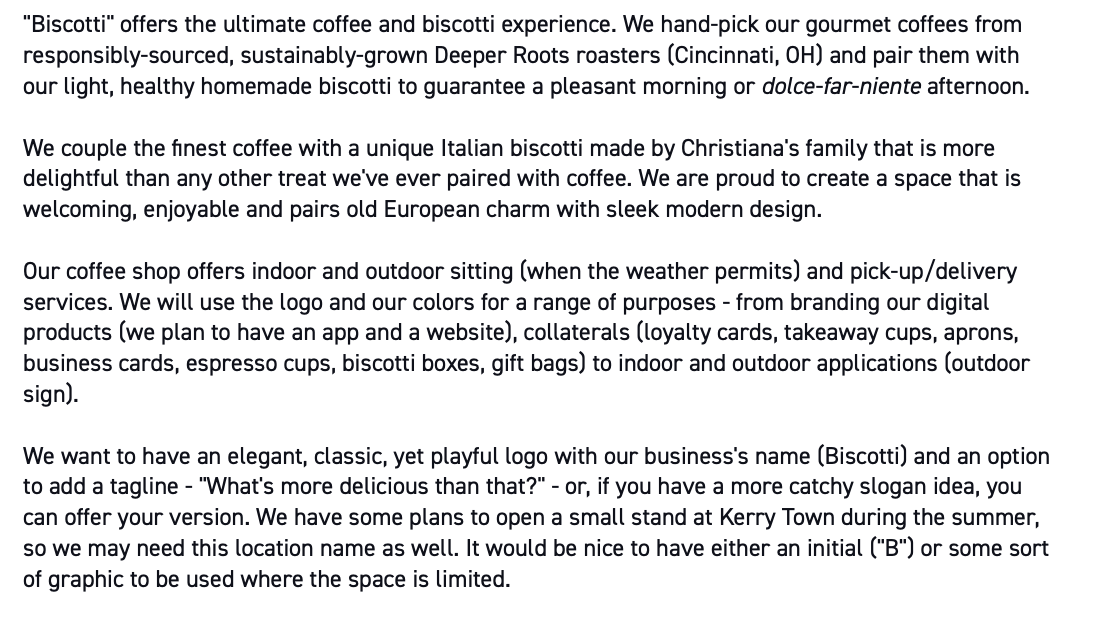 "Biscotti" offers the ultimate coffee and biscotti experience. We hand-pick our gourmet coffees from
responsibly-sourced, sustainably-grown Deeper Roots roasters (Cincinnati, OH) and pair them with
our light, healthy homemade biscotti to guarantee a pleasant morning or dolce-far-niente afternoon.
We couple the finest coffee with a unique Italian biscotti made by Christiana's family that is more
delightful than any other treat we've ever paired with coffee. We are proud to create a space that is
welcoming, enjoyable and pairs old European charm with sleek modern design.
Our coffee shop offers indoor and outdoor sitting (when the weather permits) and pick-up/delivery
services. We will use the logo and our colors for a range of purposes - from branding our digital
products (we plan to have an app and a website), collaterals (loyalty cards, takeaway cups, aprons,
business cards, espresso cups, biscotti boxes, gift bags) to indoor and outdoor applications (outdoor
sign).
We want to have an elegant, classic, yet playful logo with our business's name (Biscotti) and an option
to add a tagline - "What's more delicious than that?" - or, if you have a more catchy slogan idea, you
can offer your version. We have some plans to open a small stand at Kerry Town during the summer,
so we may need this location name as well. It would be nice to have either an initial ("B") or some sort
of graphic to be used where the space is limited.